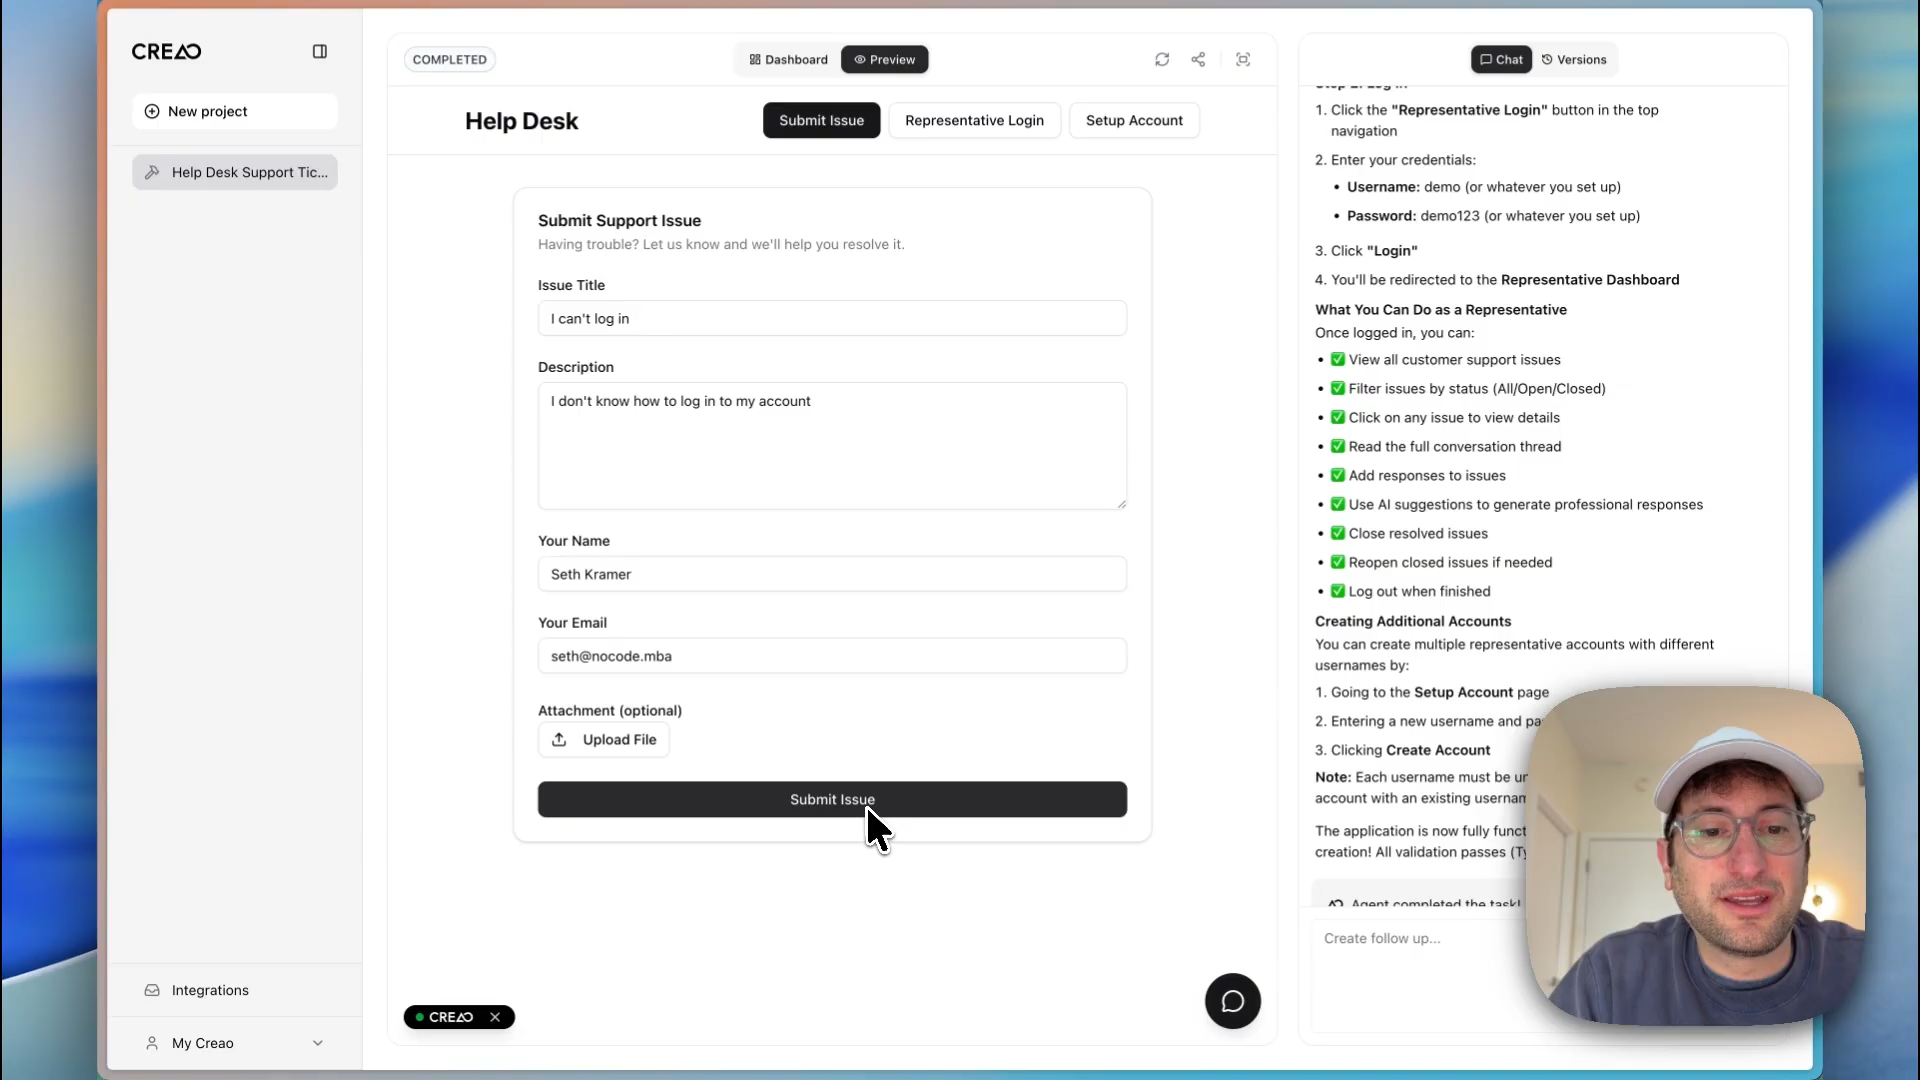 CREAO
New project
Help Desk Support Tic...
Integrations
My Creao
COMPLETED
Dashboard
Preview
Help Desk
Submit Issue
Representative Login
Setup Account
Submit Support Issue
Having trouble? Let us know and we'll help you resolve it.
Issue Title
I can't log in
Description
I don't know how to log in to my account
Your Name
Seth Kramer
Your Email
seth@nocode.mba
Attachment (optional)
Upload File
Submit Issue
CREAO
Chat
Versions
Step 2: Log In
1. Click the "Representative Login" button in the top
navigation
2. Enter your credentials:
• Username: demo (or whatever you set up)
• Password: demo123 (or whatever you set up)
3. Click "Login"
4. You'll be redirected to the Representative Dashboard
What You Can Do as a Representative
Once logged in, you can:
• ✅ View all customer support issues
• ✅ Filter issues by status (All/Open/Closed)
• ✅ Click on any issue to view details
• ✅ Read the full conversation thread
• ✅ Add responses to issues
• ✅ Use AI suggestions to generate professional responses
• ✅ Close resolved issues
• ✅ Reopen closed issues if needed
• ✅ Log out when finished
Creating Additional Accounts
You can create multiple representative accounts with different
usernames by:
1. Going to the Setup Account page
2. Entering a new username and
3. Clicking Create Account
Note: Each username must be
account with an existing
The application is now fully
creation! All validation passes
Agent completed the task!
Create follow up...